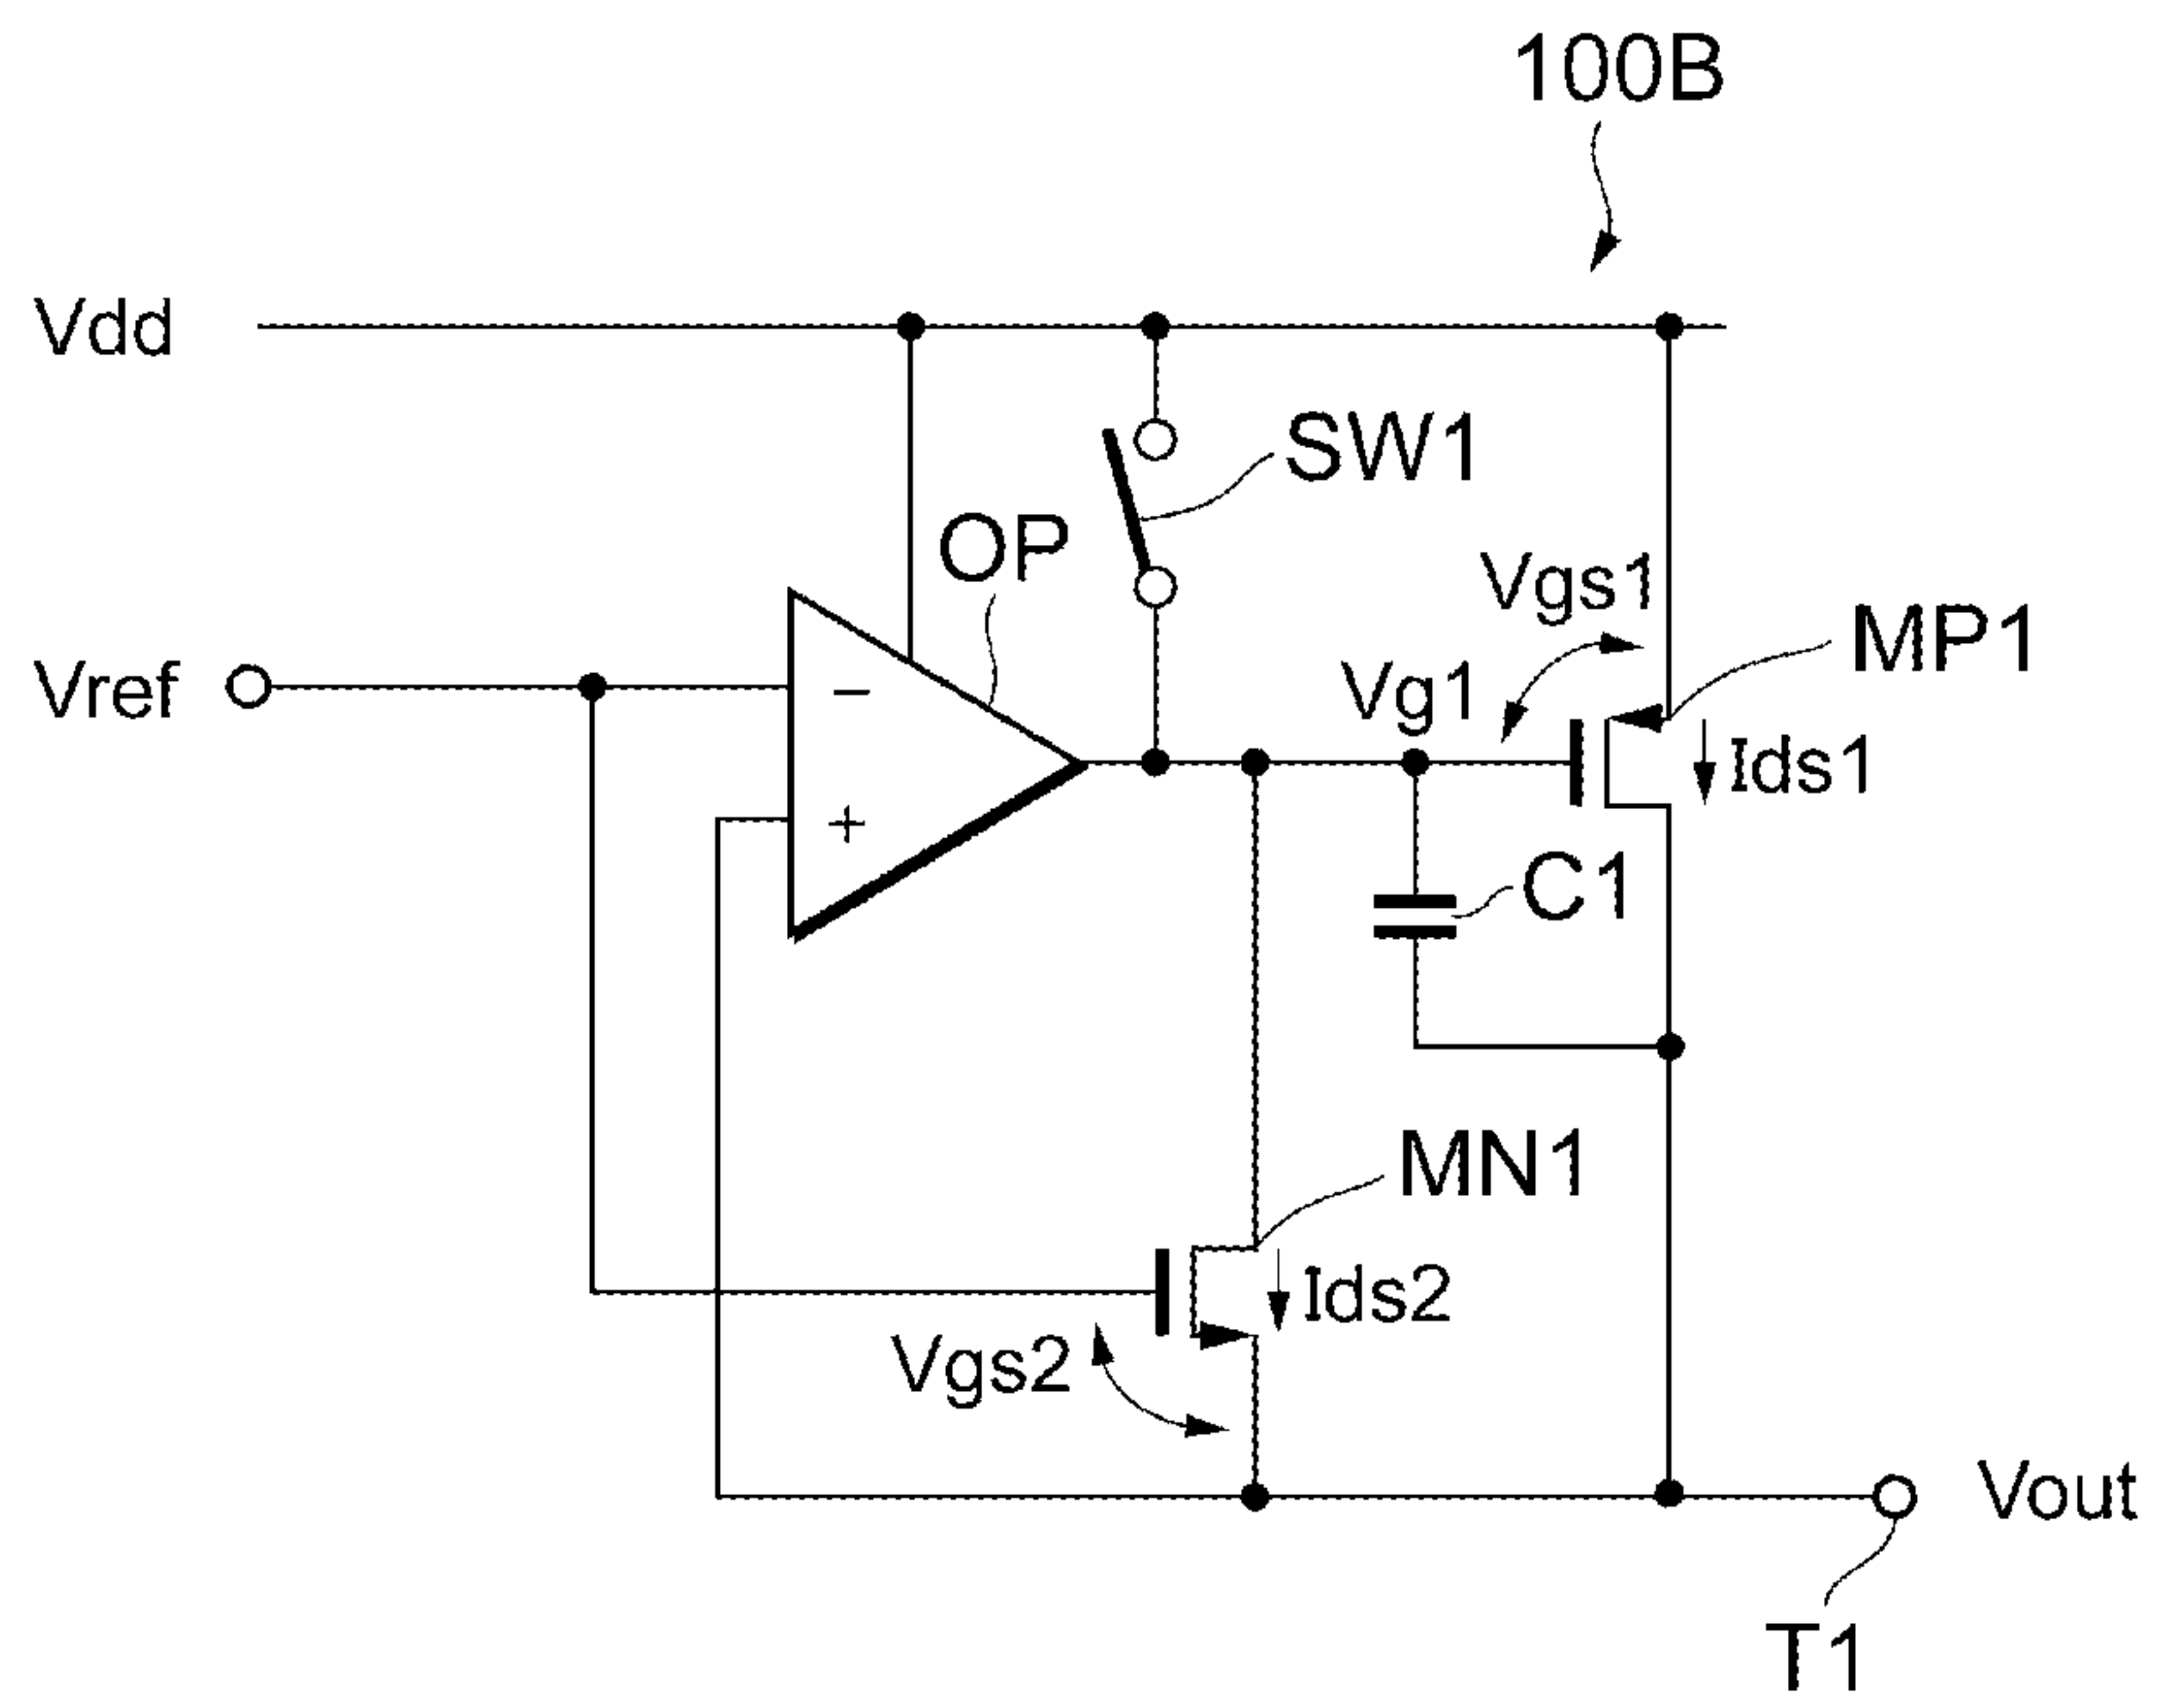 100B
Vdd
SW1
OP
Vgs1
MP1
Vref
−
Vg1
Ids1
+
C1
MN1
Ids2
Vgs2
Vout
T1